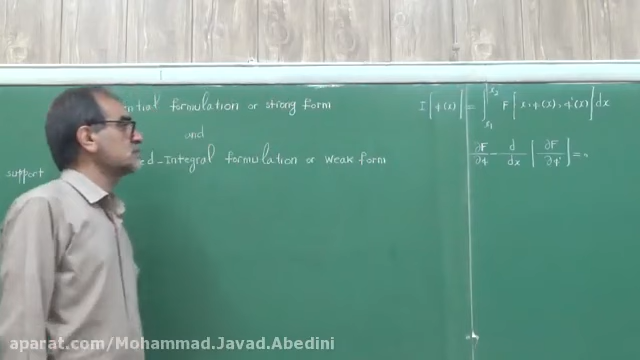 ntial formulation or strong form
and
ed-Integral formulation or weak form
support
I[φ(x)] = ∫_{x₁}^{x₂} F[x, φ(x), φ'(x)] dx
∂F/∂φ - d/dx [∂F/∂φ'] = 0
aparat.com/Mohammad.Javad.Abedini